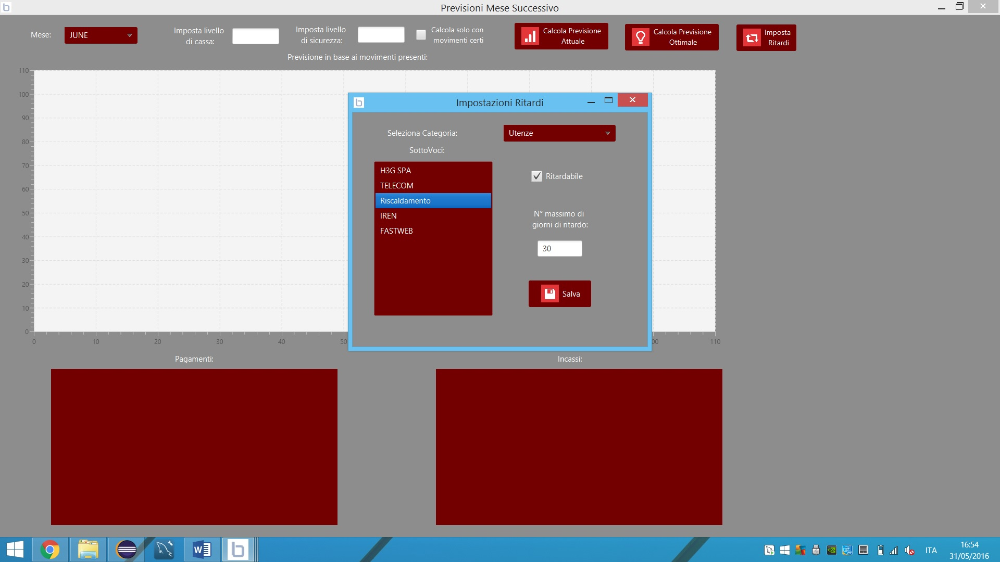 Previsioni Mese Successivo
Mese:
JUNE
Imposta livello
di cassa:
Imposta livello
di sicurezza:
Calcola solo con
movimenti certi
Calcola Previsione
Attuale
Calcola Previsione
Ottimale
Imposta
Ritardi
Previsione in base ai movimenti presenti:
110
100
90
80
70
60
50
40
30
20
10
0
0
10
20
30
40
50
00
110
Impostazioni Ritardi
Seleziona Categoria:
Utenze
SottoVoci:
H3G SPA
TELECOM
Riscaldamento
IREN
FASTWEB
Ritardabile
N° massimo di
giorni di ritardo:
30
Salva
Pagamenti:
Incassi:
ITA
16:54
31/05/2016